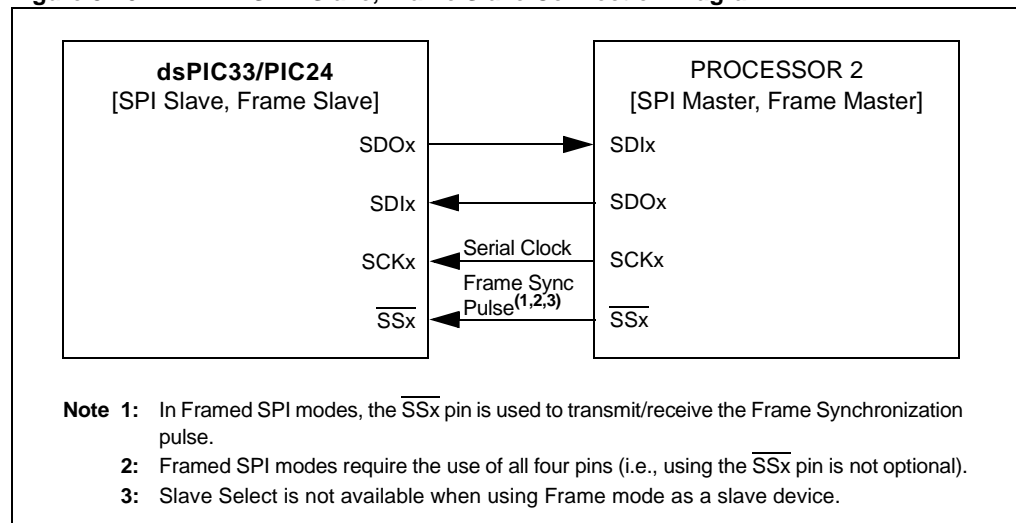 dsPIC33/PIC24
[SPI Slave, Frame Slave]
PROCESSOR 2
[SPI Master, Frame Master]
SDOx
SDIx
SDIx
SDOx
SCKx
Serial Clock
SCKx
Frame Sync
Pulse(1,2,3)
SSx
SSx
Note 1: In Framed SPI modes, the SSx pin is used to transmit/receive the Frame Synchronization
pulse.
2: Framed SPI modes require the use of all four pins (i.e., using the SSx pin is not optional).
3: Slave Select is not available when using Frame mode as a slave device.